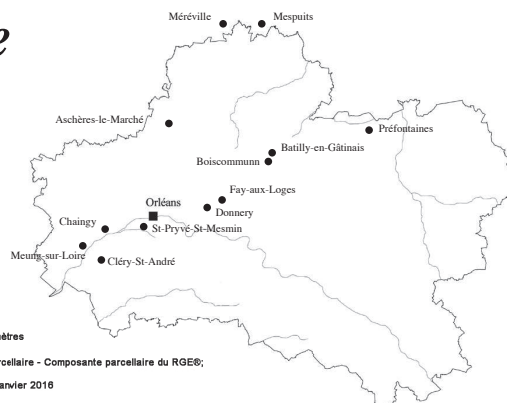 e
Méréville
Mespuits
Aschères-le-Marché
Préfontaines
Batilly-en-Gâtinais
Boiscommunn
Fay-aux-Loges
Orléans
Donnery
Chaingy
St-Pryvé-St-Mesmin
Meung-sur-Loire
Cléry-St-André
ètres
rcellaire - Composante parcellaire du RGE®;
anvier 2016